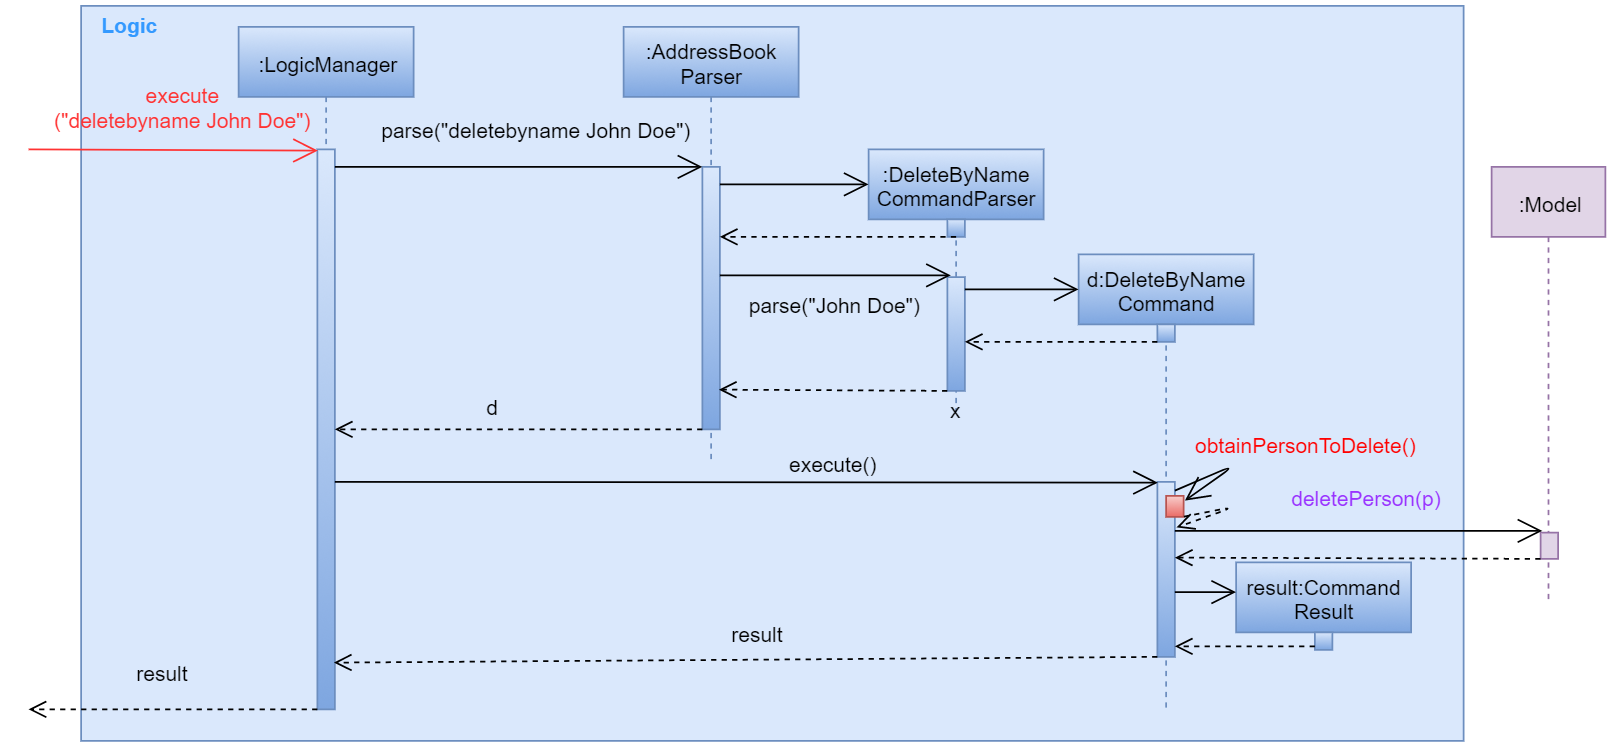 Logic
:LogicManager
:AddressBook
Parser
execute
("deletebyname John Doe")
parse("deletebyname John Doe")
:DeleteByName
CommandParser
:Model
d:DeleteByName
Command
parse("John Doe")
d
x
obtainPersonToDelete()
execute()
deletePerson(p)
result:Command
Result
result
result